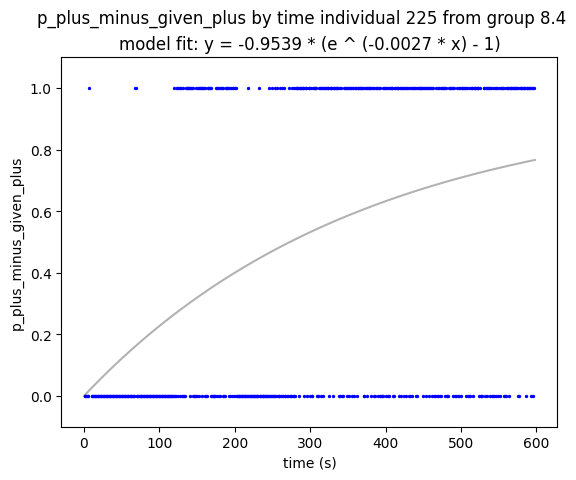 p_plus_minus_given_plus by time individual 225 from group 8.4
model fit: y = -0.9539 * (e ^ (-0.0027 * x) - 1)
1.0
0.8
0.6
0.4
0.2
0.0
p_plus_minus_given_plus
0 100 200 300 400 500 600
time (s)